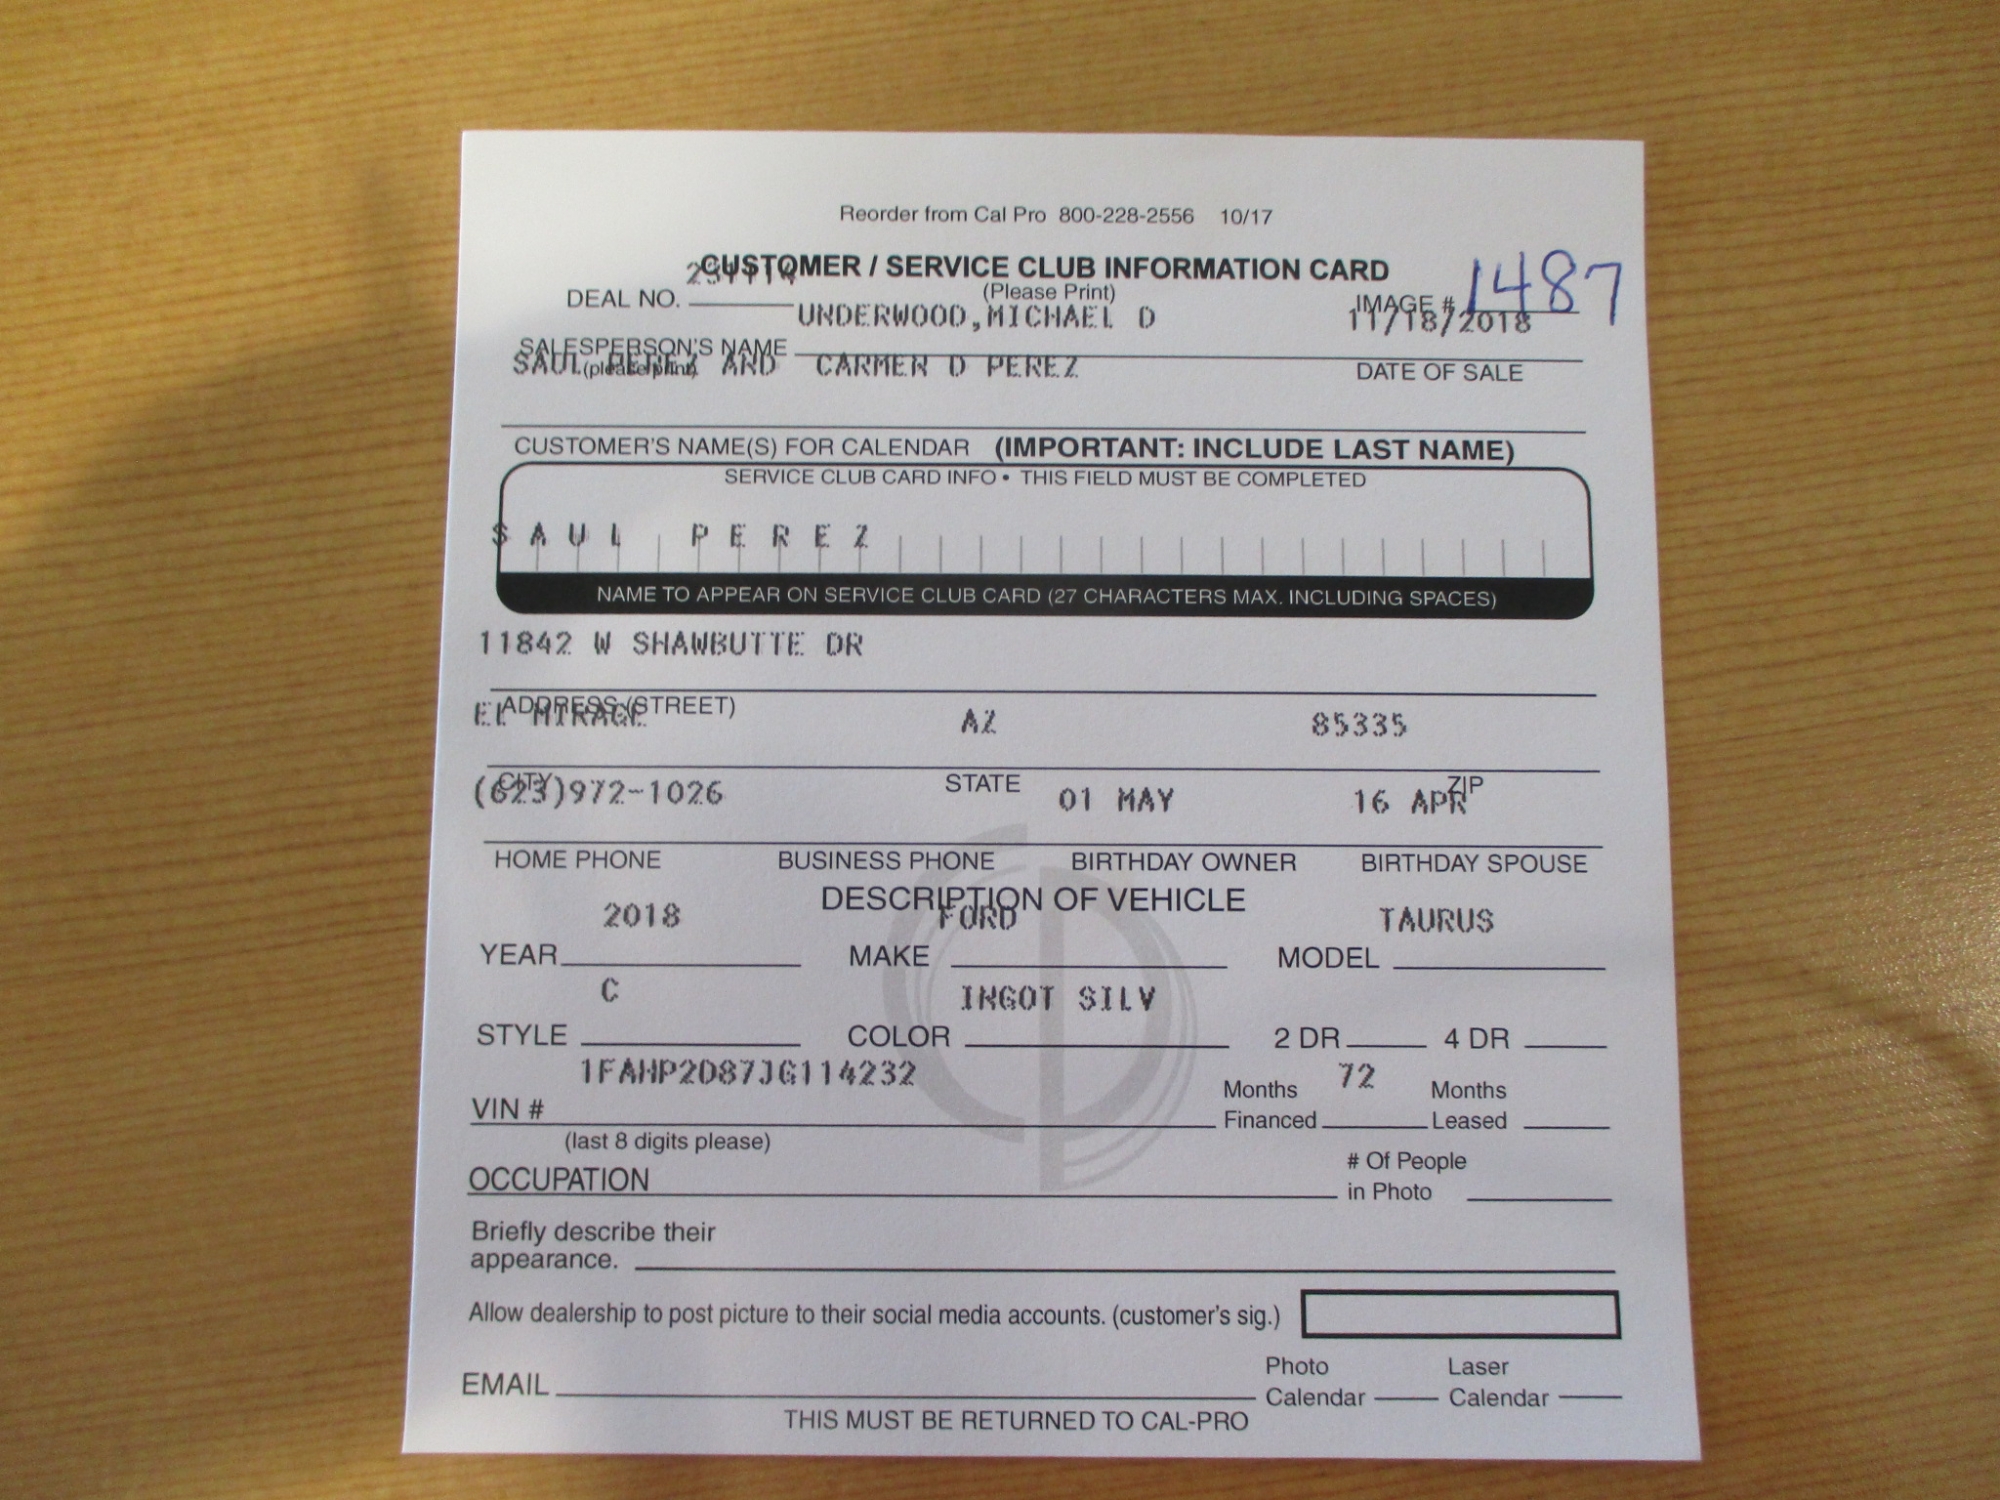 Reorder from Cal Pro 800-228-2556 10/17
CUSTOMER / SERVICE CLUB INFORMATION CARD
(Please Print)
DEAL NO.
IMAGE # 1487
UNDERWOOD,MICHAEL D 11/18/2018
SALESPERSON'S NAME
(please print)
DATE OF SALE
SAUL PEREZ AND CARMER D PEREZ
CUSTOMER'S NAME(S) FOR CALENDAR (IMPORTANT: INCLUDE LAST NAME)
SERVICE CLUB CARD INFO • THIS FIELD MUST BE COMPLETED
SAUL PEREZ
NAME TO APPEAR ON SERVICE CLUB CARD (27 CHARACTERS MAX. INCLUDING SPACES)
11842 W SHAWBUTTE DR
ADDRESS (STREET)
EL MIRAGE AZ 85335
CITY STATE ZIP
(623)972-1026 01 MAY 16 APR
HOME PHONE BUSINESS PHONE BIRTHDAY OWNER BIRTHDAY SPOUSE
DESCRIPTION OF VEHICLE
2018 FORD TAURUS
YEAR MAKE MODEL
C INGOT SILV
STYLE COLOR 2 DR 4 DR
1FAHP2D87JG114232 72
VIN # Months Financed Months Leased
(last 8 digits please)
OCCUPATION # Of People in Photo
Briefly describe their
appearance.
Allow dealership to post picture to their social media accounts. (customer's sig.)
EMAIL Photo Calendar Laser Calendar
THIS MUST BE RETURNED TO CAL-PRO